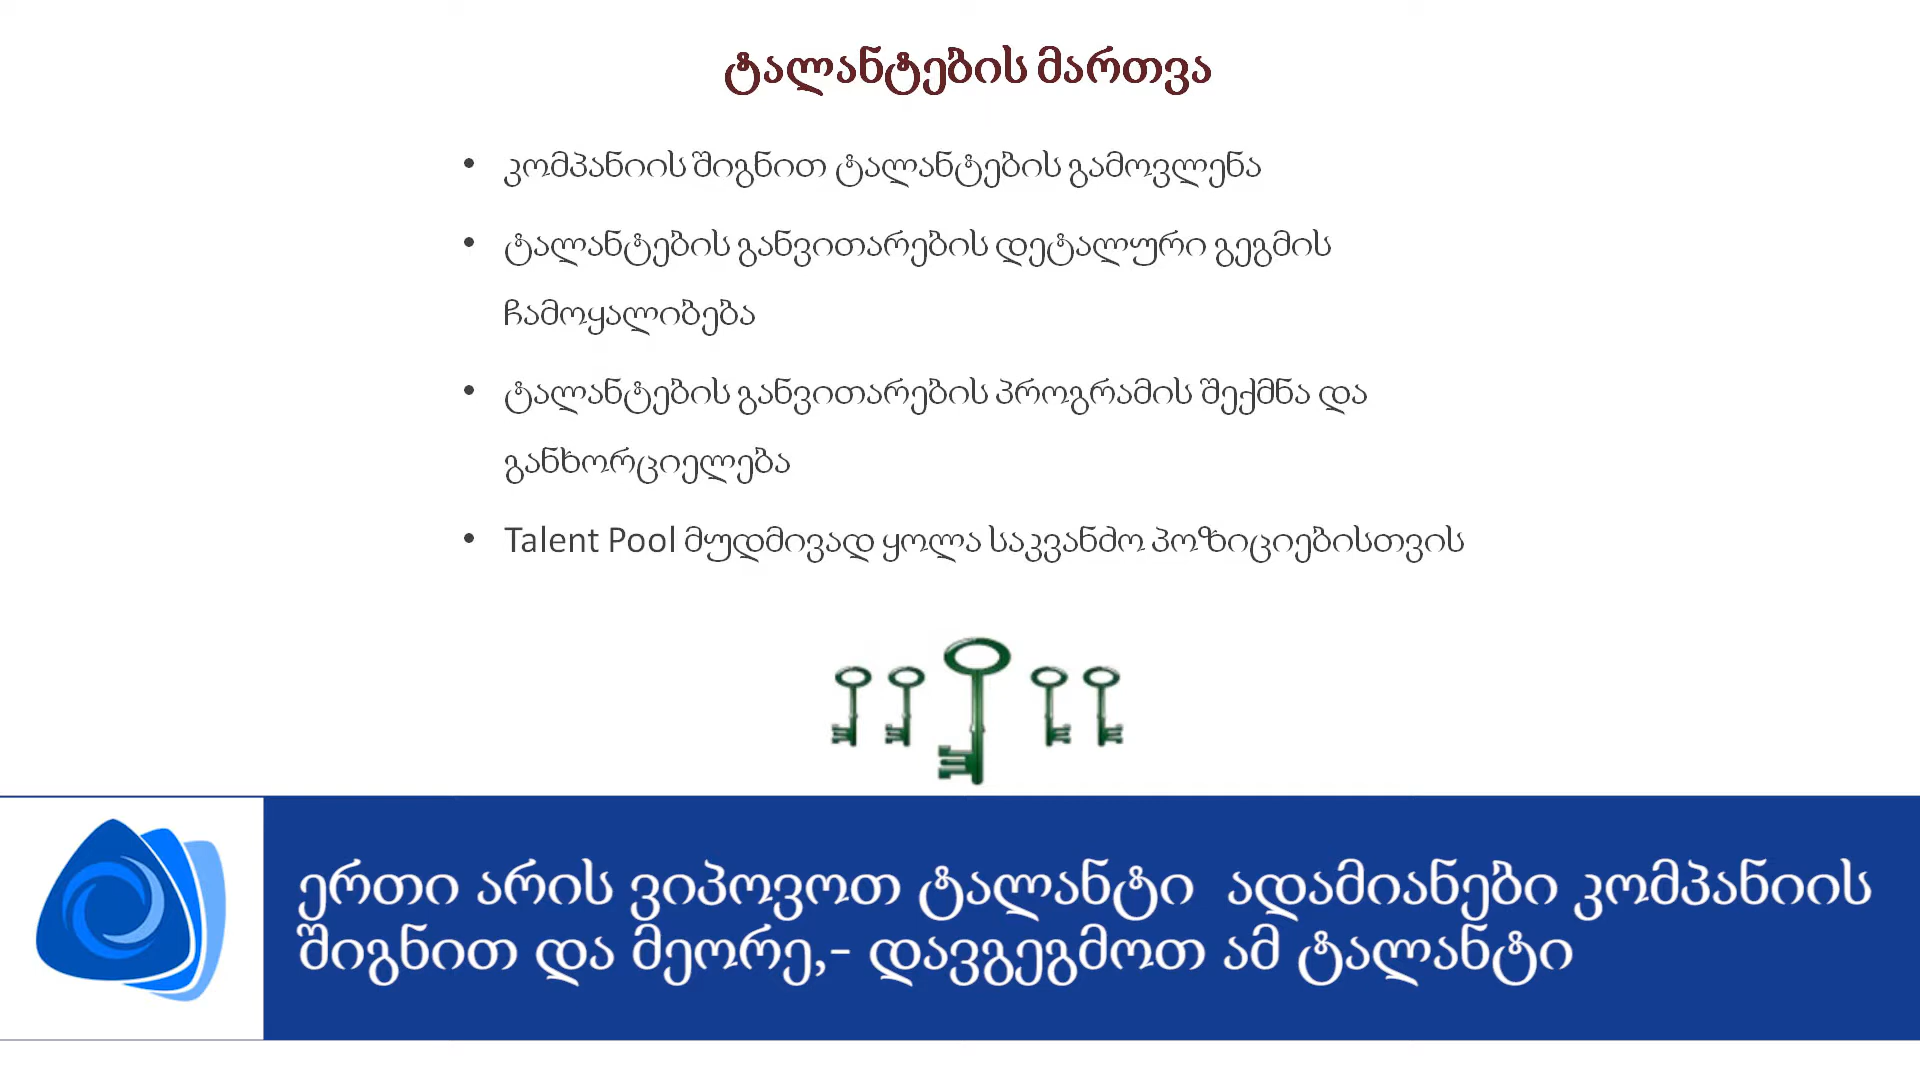 ტალანტების მართვა
• კომპანიის შიგნით ტალანტების გამოვლენა
• ტალანტების განვითარების დეტალური გეგმის
ჩამოყალიბება
• ტალანტების განვითარების პროგრამის შექმნა და
განხორციელება
• Talent Pool მუდმივად ყოლა საკვანძო პოზიციებისთვის
ერთი არის ვიპოვოთ ტალანტი ადამიანები კომპანიის
შიგნით და მეორე,- დავგეგმოთ ამ ტალანტი